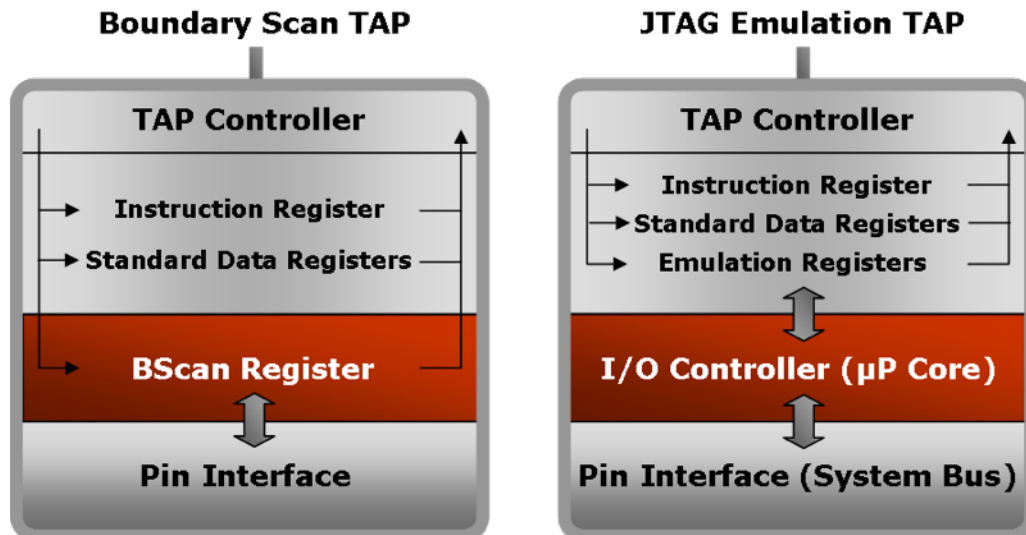 Boundary Scan TAP
TAP Controller
Instruction Register
Standard Data Registers
BScan Register
Pin Interface
JTAG Emulation TAP
TAP Controller
Instruction Register
Standard Data Registers
Emulation Registers
I/O Controller (µP Core)
Pin Interface (System Bus)